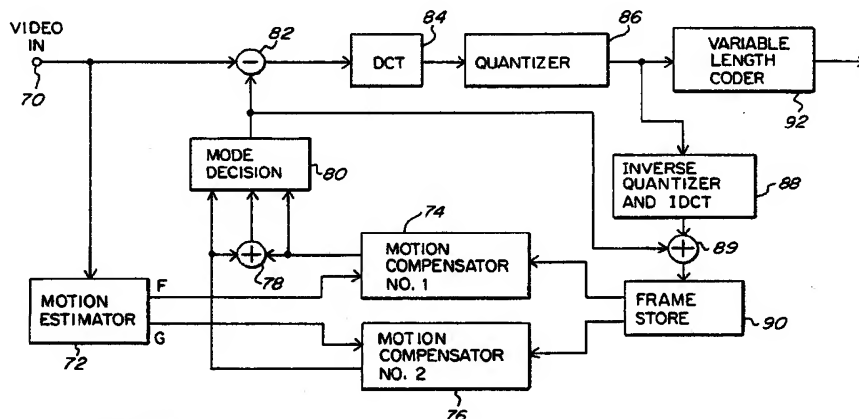 VIDEO
IN
70
82
DCT
84
QUANTIZER
86
VARIABLE
LENGTH
CODER
92
MODE
DECISION
80
INVERSE
QUANTIZER
AND IDCT
88
89
78
74
MOTION
COMPENSATOR
NO. 1
MOTION
ESTIMATOR
72
F
G
MOTION
COMPENSATOR
NO. 2
76
FRAME
STORE
90